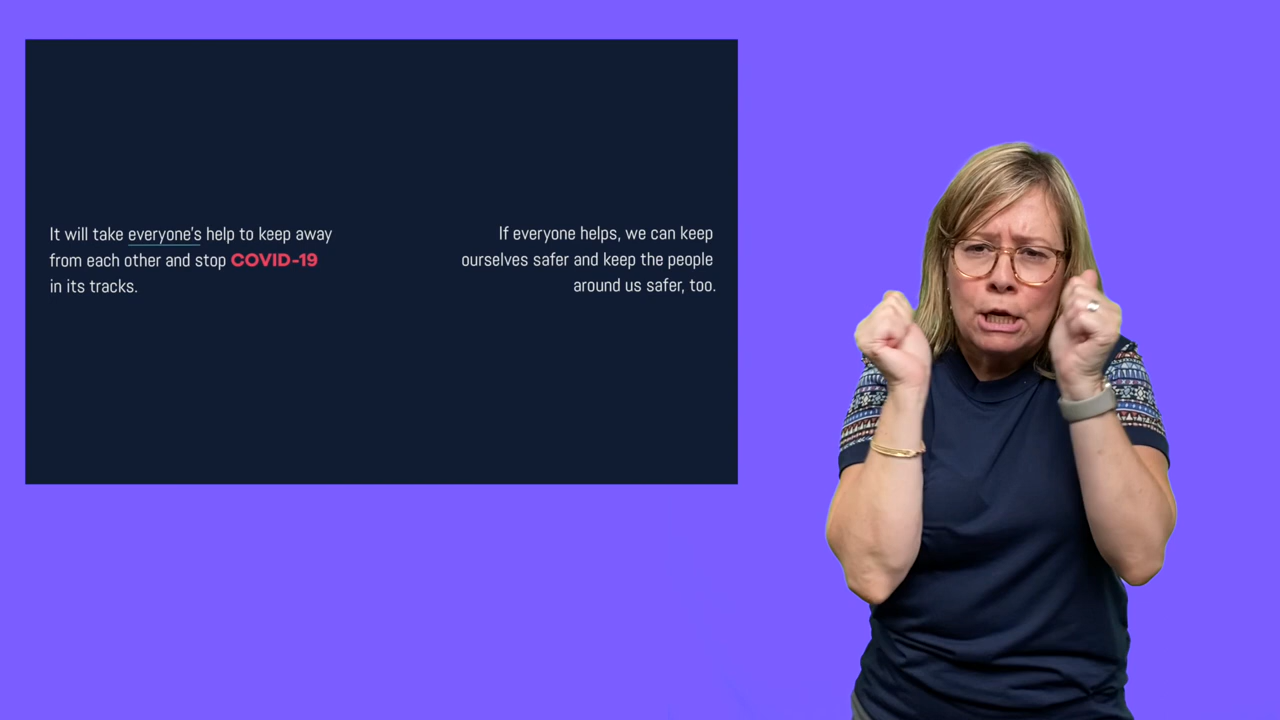 It will take everyone's help to keep away
from each other and stop COVID-19
in its tracks.
If everyone helps, we can keep
ourselves safer and keep the people
around us safer, too.